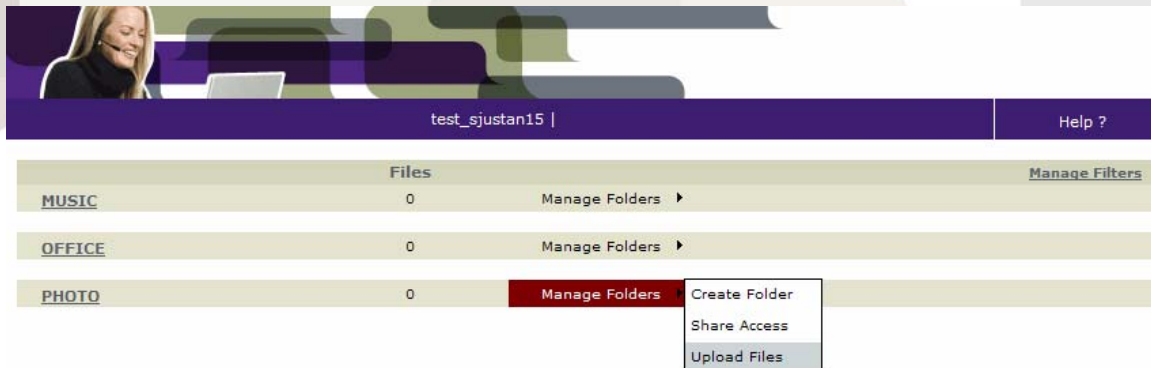 test_sjustan15 | Help ?
Files Manage Filters
MUSIC 0 Manage Folders
OFFICE 0 Manage Folders
PHOTO 0 Manage Folders Create Folder
Share Access
Upload Files